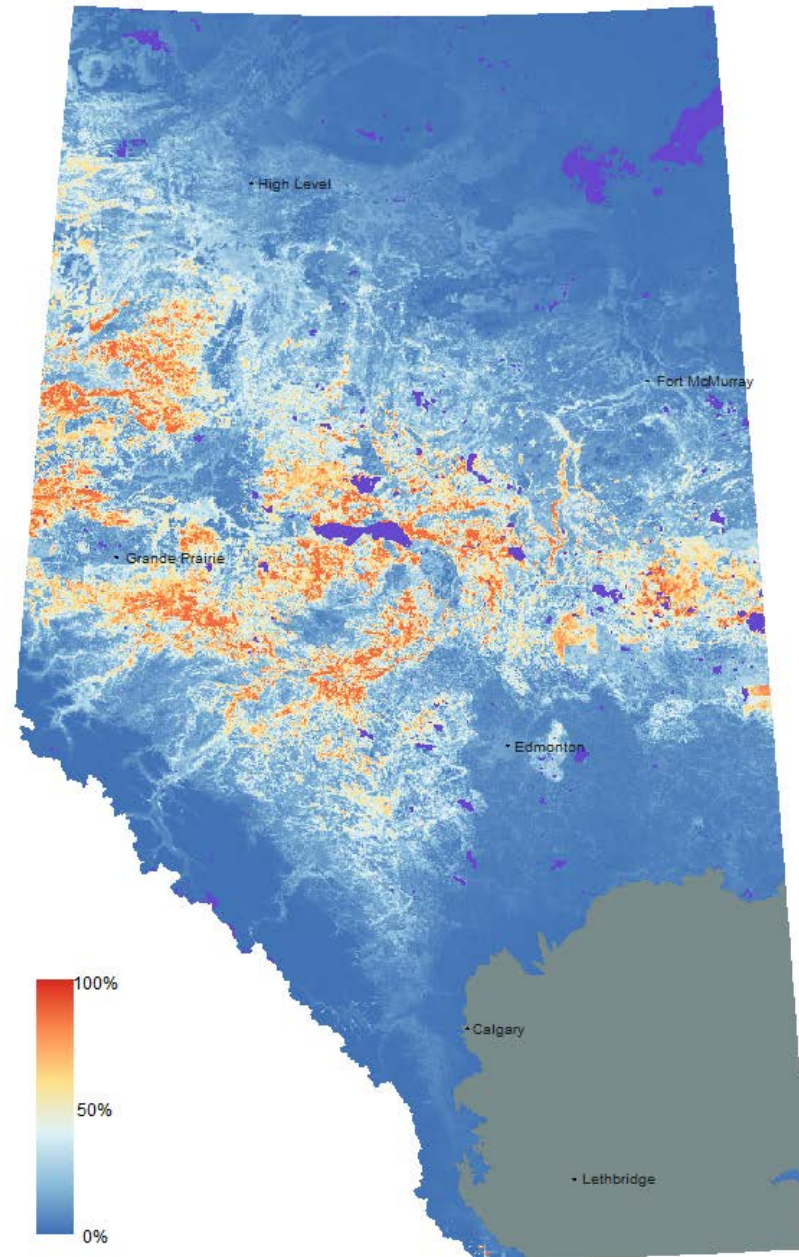 High Level
Fort McMurray
Grande Prairie
Edmonton
100%
Calgary
50%
Lethbridge
0%